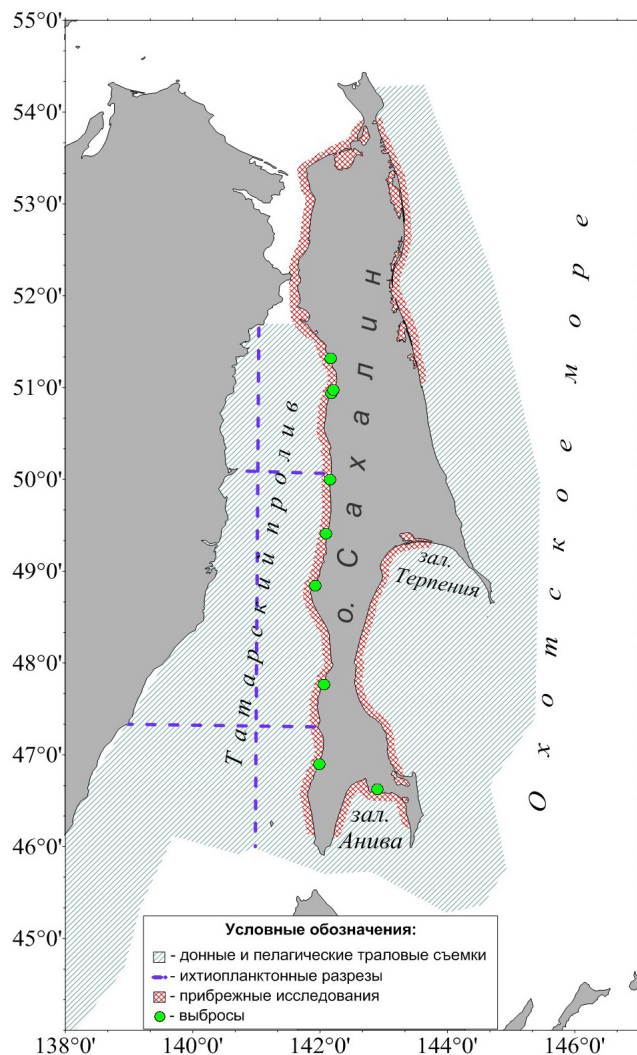 55°0'
54°0'
53°0'
52°0'
51°0'
50°0'
49°0'
48°0'
47°0'
46°0'
45°0'
138°0'
140°0'
142°0'
144°0'
146°0'
о. Сахалин
Татарский пролив
Охотское море
зал.
Терпения
зал.
Анива
Условные обозначения:
- донные и пелагические траловые съемки
- ихтиопланктонные разрезы
- прибрежные исследования
- выбросы